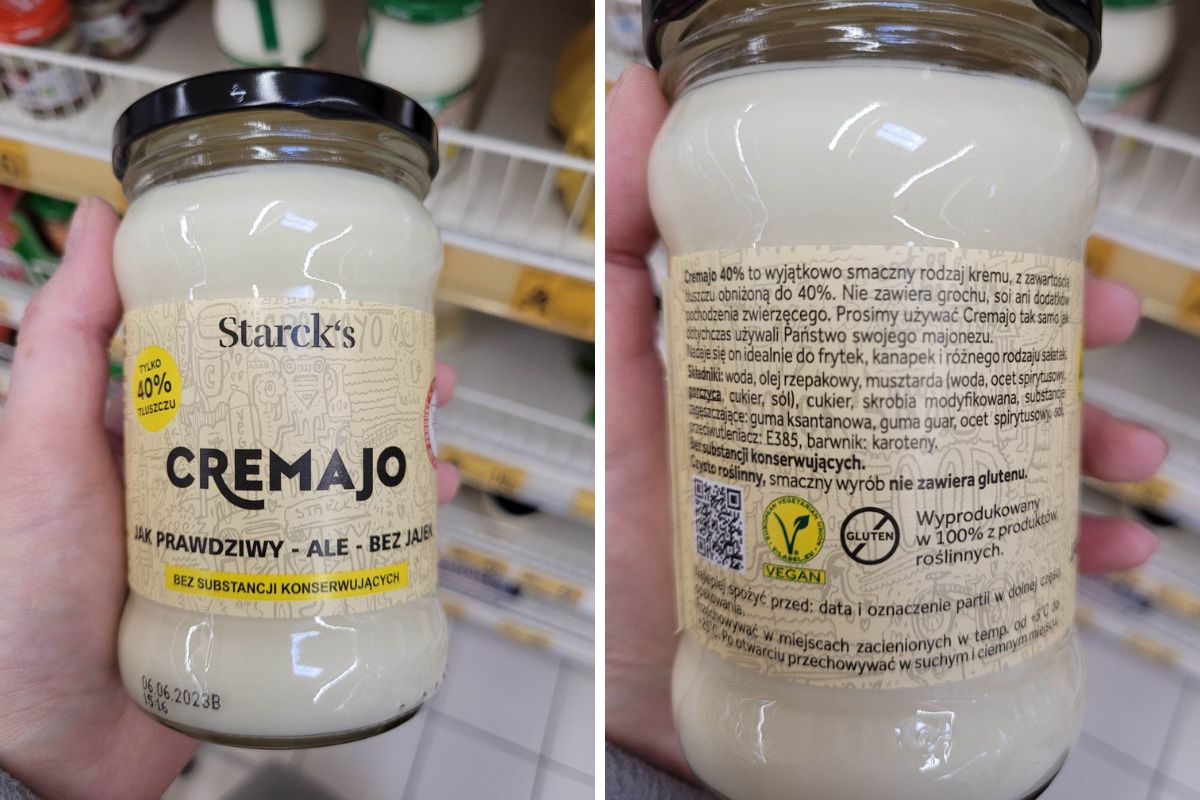 Starck's
TYLKO
40%
TŁUSZCZU
CREMAJO
JAK PRAWDZIWY - ALE - BEZ JAJEK
BEZ SUBSTANCJI KONSERWUJĄCYCH
06.06.2023B
15:16
Cremajo 40% to wyjątkowo smaczny rodzaj kremu, z zawartością
tłuszczu obniżoną do 40%. Nie zawiera grochu, soi ani dodatków
pochodzenia zwierzęcego. Prosimy używać Cremajo tak samo jak
dotychczas używali Państwo swojego majonezu.
Nadaje się on idealnie do frytek, kanapek i różnego rodzaju sałatek.
Składniki: woda, olej rzepakowy, musztarda (woda, ocet spirytusowy,
gorczyca, cukier, sól), cukier, skrobia modyfikowana, substancje
zagęszczające: guma ksantanowa, guma guar, ocet spirytusowy, sól,
przeciwutleniacz: E385, barwnik: karoteny.
Bez substancji konserwujących.
Czysto roślinny, smaczny wyrób nie zawiera glutenu.
EUROPEAN VEGETARIAN UNION
V-LABEL.EU
VEGAN
GLUTEN
Wyprodukowany
w 100% z produktów
roślinnych.
Najlepiej spożyć przed: data i oznaczenie partii w dolnej części
opakowania.
Przechowywać w miejscach zacienionych w temp. od +5°C do
+25°C. Po otwarciu przechowywać w suchym i ciemnym miejscu.